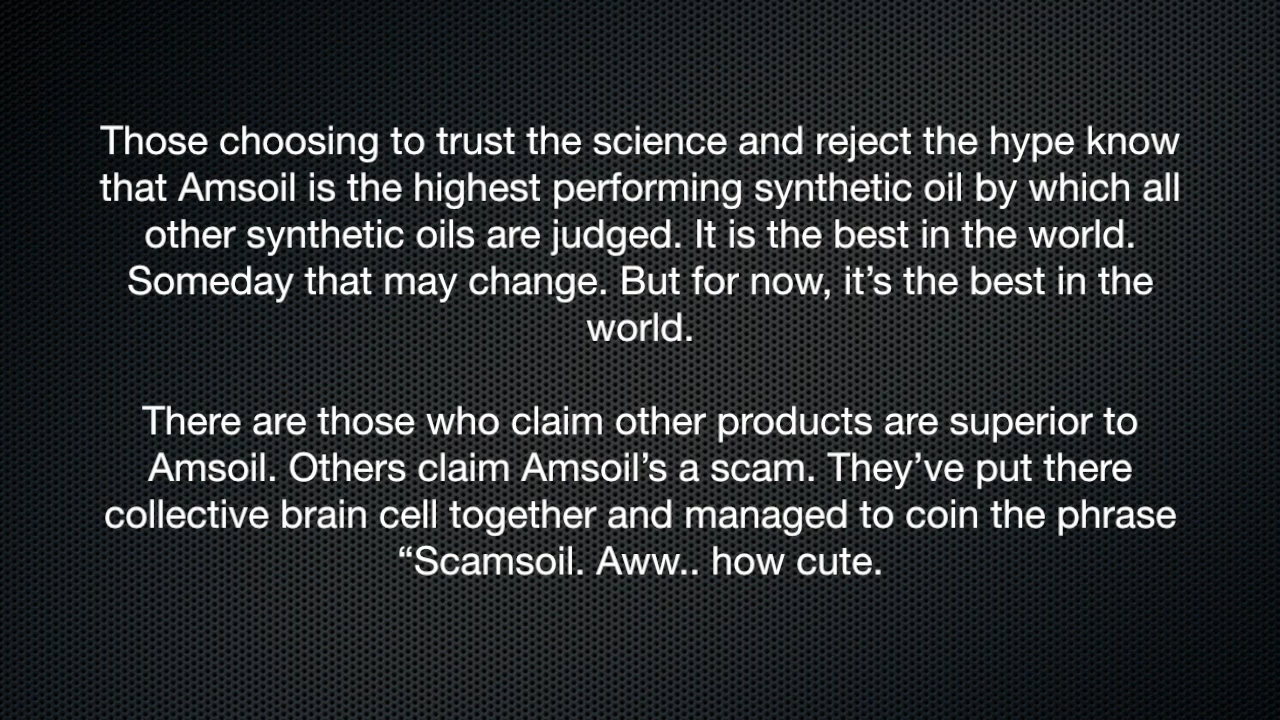 Those choosing to trust the science and reject the hype know
that Amsoil is the highest performing synthetic oil by which all
other synthetic oils are judged. It is the best in the world.
Someday that may change. But for now, it’s the best in the
world.
There are those who claim other products are superior to
Amsoil. Others claim Amsoil’s a scam. They’ve put there
collective brain cell together and managed to coin the phrase
“Scamsoil. Aww.. how cute.